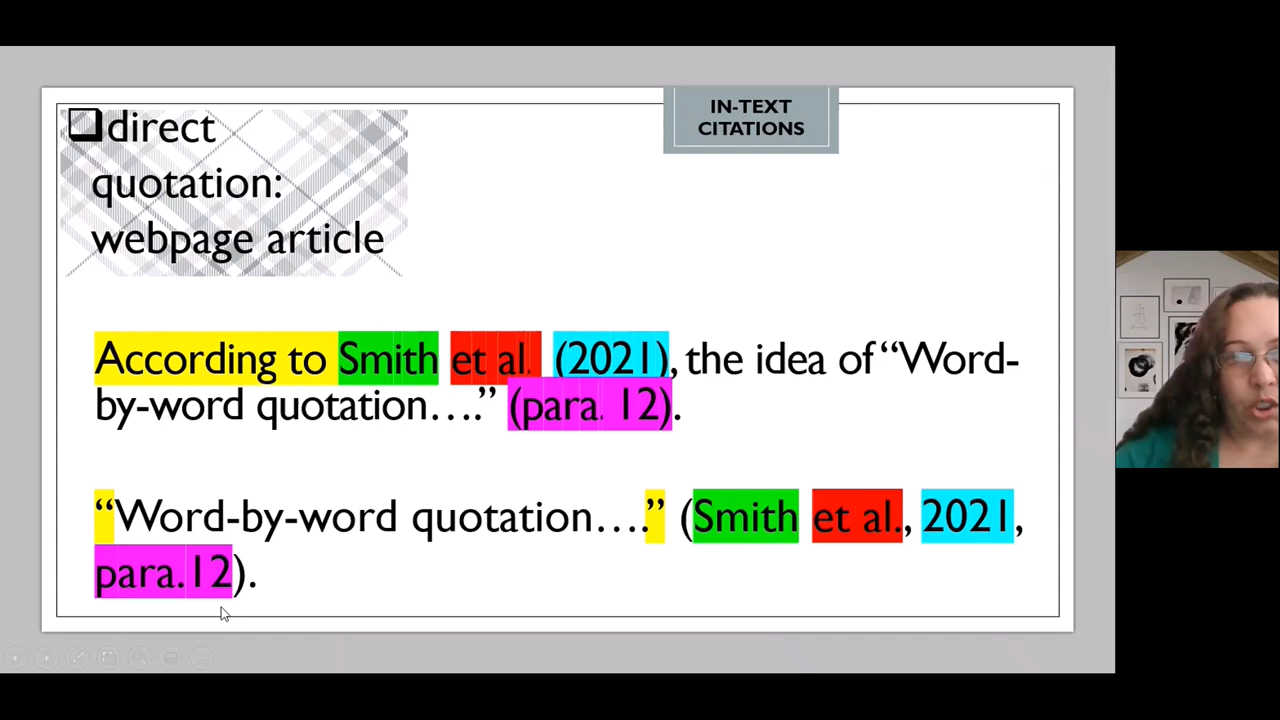 IN-TEXT
CITATIONS
❑direct
quotation:
webpage article
According to Smith et al. (2021), the idea of “Word-
by-word quotation….” (para. 12).
“Word-by-word quotation….” (Smith et al., 2021,
para.12).